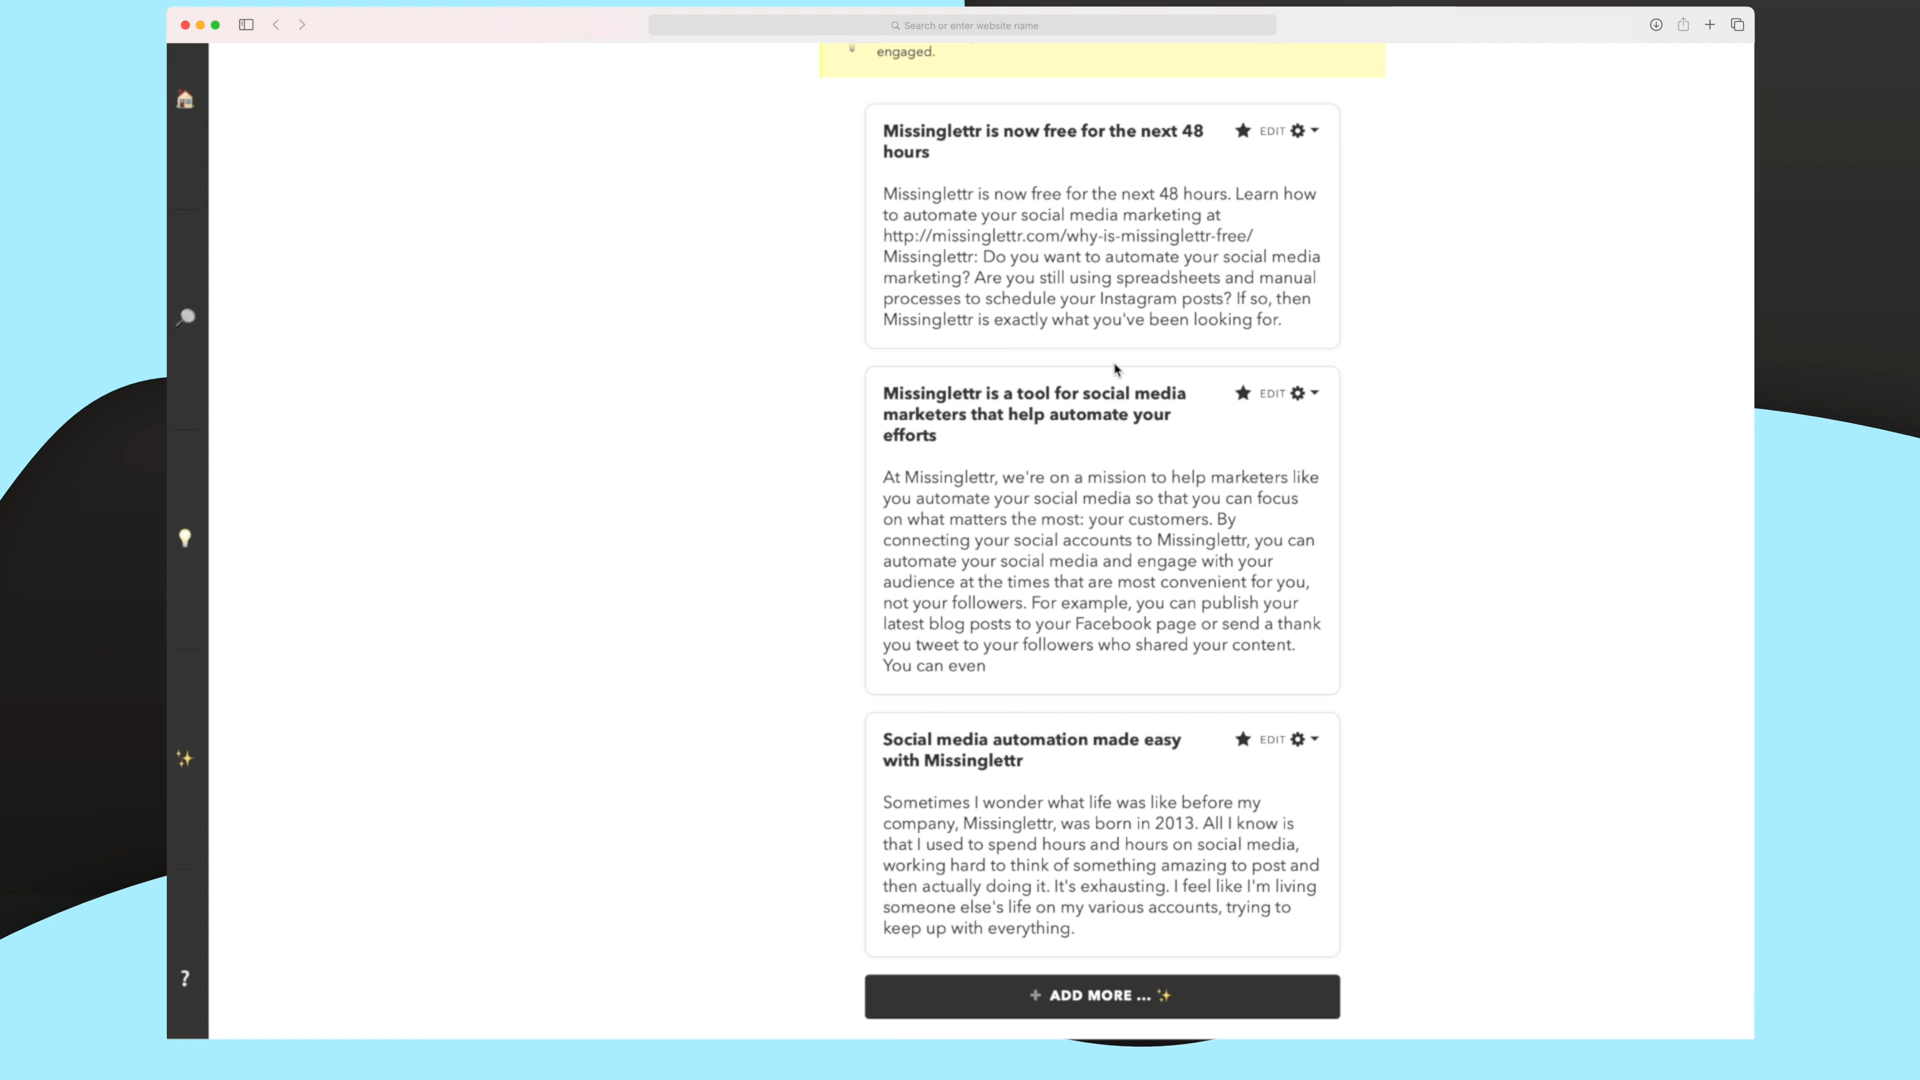 Search or enter website name
engaged.
Missinglettr is now free for the next 48
hours
EDIT
Missinglettr is now free for the next 48 hours. Learn how
to automate your social media marketing at
http://missinglettr.com/why-is-missinglettr-free/
Missinglettr: Do you want to automate your social media
marketing? Are you still using spreadsheets and manual
processes to schedule your Instagram posts? If so, then
Missinglettr is exactly what you've been looking for.
Missinglettr is a tool for social media
marketers that help automate your
efforts
EDIT
At Missinglettr, we're on a mission to help marketers like
you automate your social media so that you can focus
on what matters the most: your customers. By
connecting your social accounts to Missinglettr, you can
automate your social media and engage with your
audience at the times that are most convenient for you,
not your followers. For example, you can publish your
latest blog posts to your Facebook page or send a thank
you tweet to your followers who shared your content.
You can even
Social media automation made easy
with Missinglettr
EDIT
Sometimes I wonder what life was like before my
company, Missinglettr, was born in 2013. All I know is
that I used to spend hours and hours on social media,
working hard to think of something amazing to post and
then actually doing it. It's exhausting. I feel like I'm living
someone else's life on my various accounts, trying to
keep up with everything.
?
+ ADD MORE ... ✨